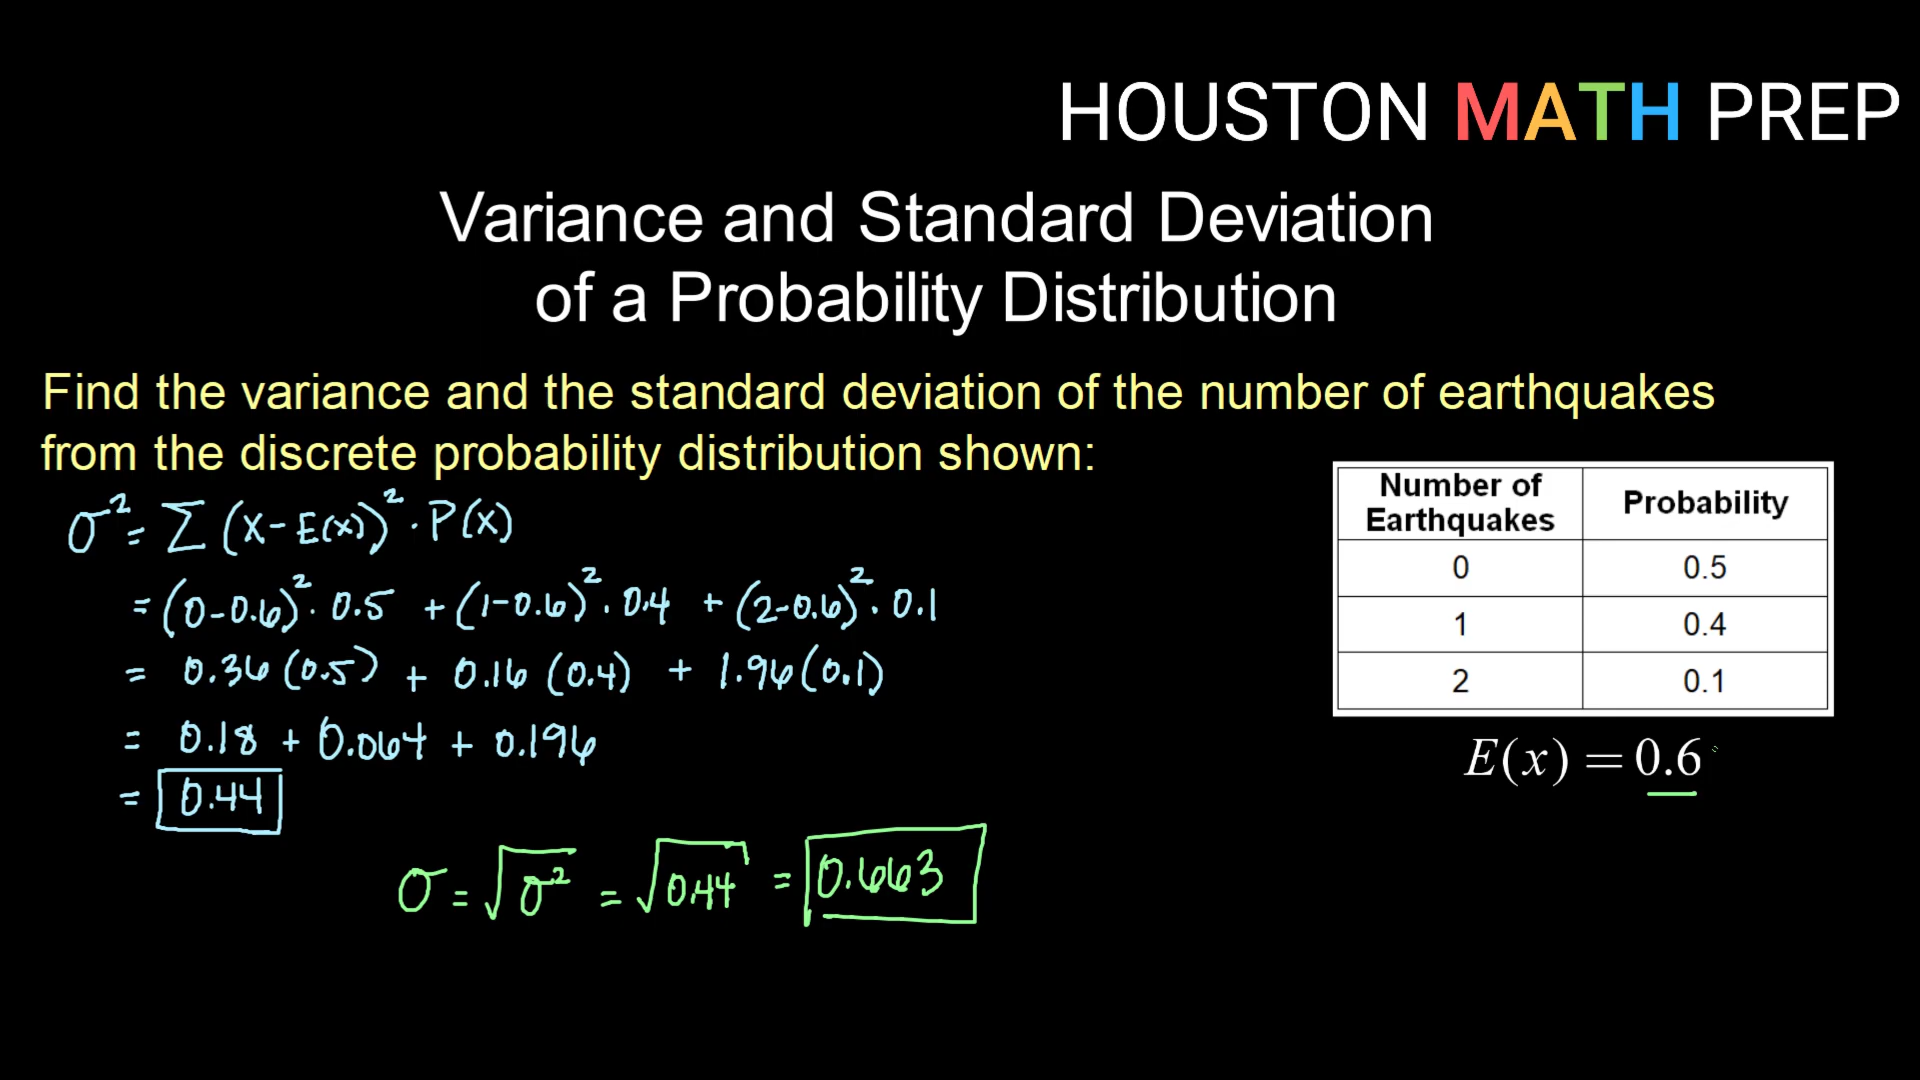 HOUSTON MATH PREP
Variance and Standard Deviation
of a Probability Distribution
Find the variance and the standard deviation of the number of earthquakes
from the discrete probability distribution shown:
σ² = Σ (x - E(x))² · P(x)
= (0-0.6)² · 0.5 + (1-0.6)² · 0.4 + (2-0.6)² · 0.1
= 0.36 (0.5) + 0.16 (0.4) + 1.96 (0.1)
= 0.18 + 0.064 + 0.196
= 0.44
σ = √σ² = √0.44 = 0.663
Number of Earthquakes Probability
0 0.5
1 0.4
2 0.1
E(x) = 0.6